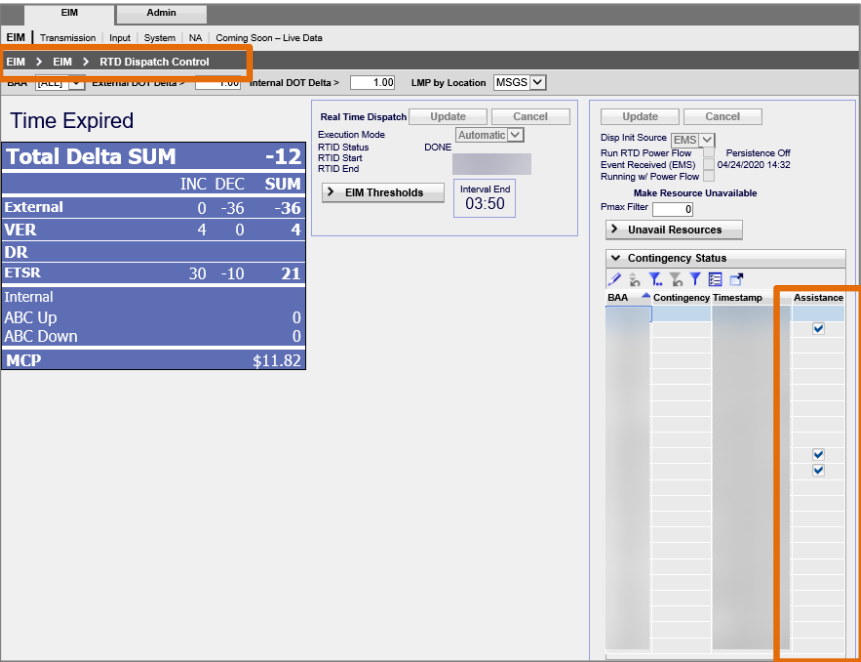 EIM Admin
EIM | Transmission | Input | System | NA | Coming Soon – Live Data
EIM > EIM > RTD Dispatch Control
BAA [ALL] External DOT Delta > 1.00 Internal DOT Delta > 1.00 LMP by Location MSGS
Time Expired
Total Delta SUM -12
INC DEC SUM
External 0 -36 -36
VER 4 0 4
DR
ETSR 30 -10 21
Internal
ABC Up 0
ABC Down 0
MCP $11.82
Real Time Dispatch Update Cancel
Execution Mode Automatic
RTID Status DONE
RTID Start
RTID End
> EIM Thresholds
Interval End
03:50
Update Cancel
Disp Init Source EMS
Run RTD Power Flow Persistence Off
Event Received (EMS) 04/24/2020 14:32
Running w/ Power Flow
Make Resource Unavailable
Pmax Filter 0
> Unavail Resources
Contingency Status
BAA Contingency Timestamp Assistance